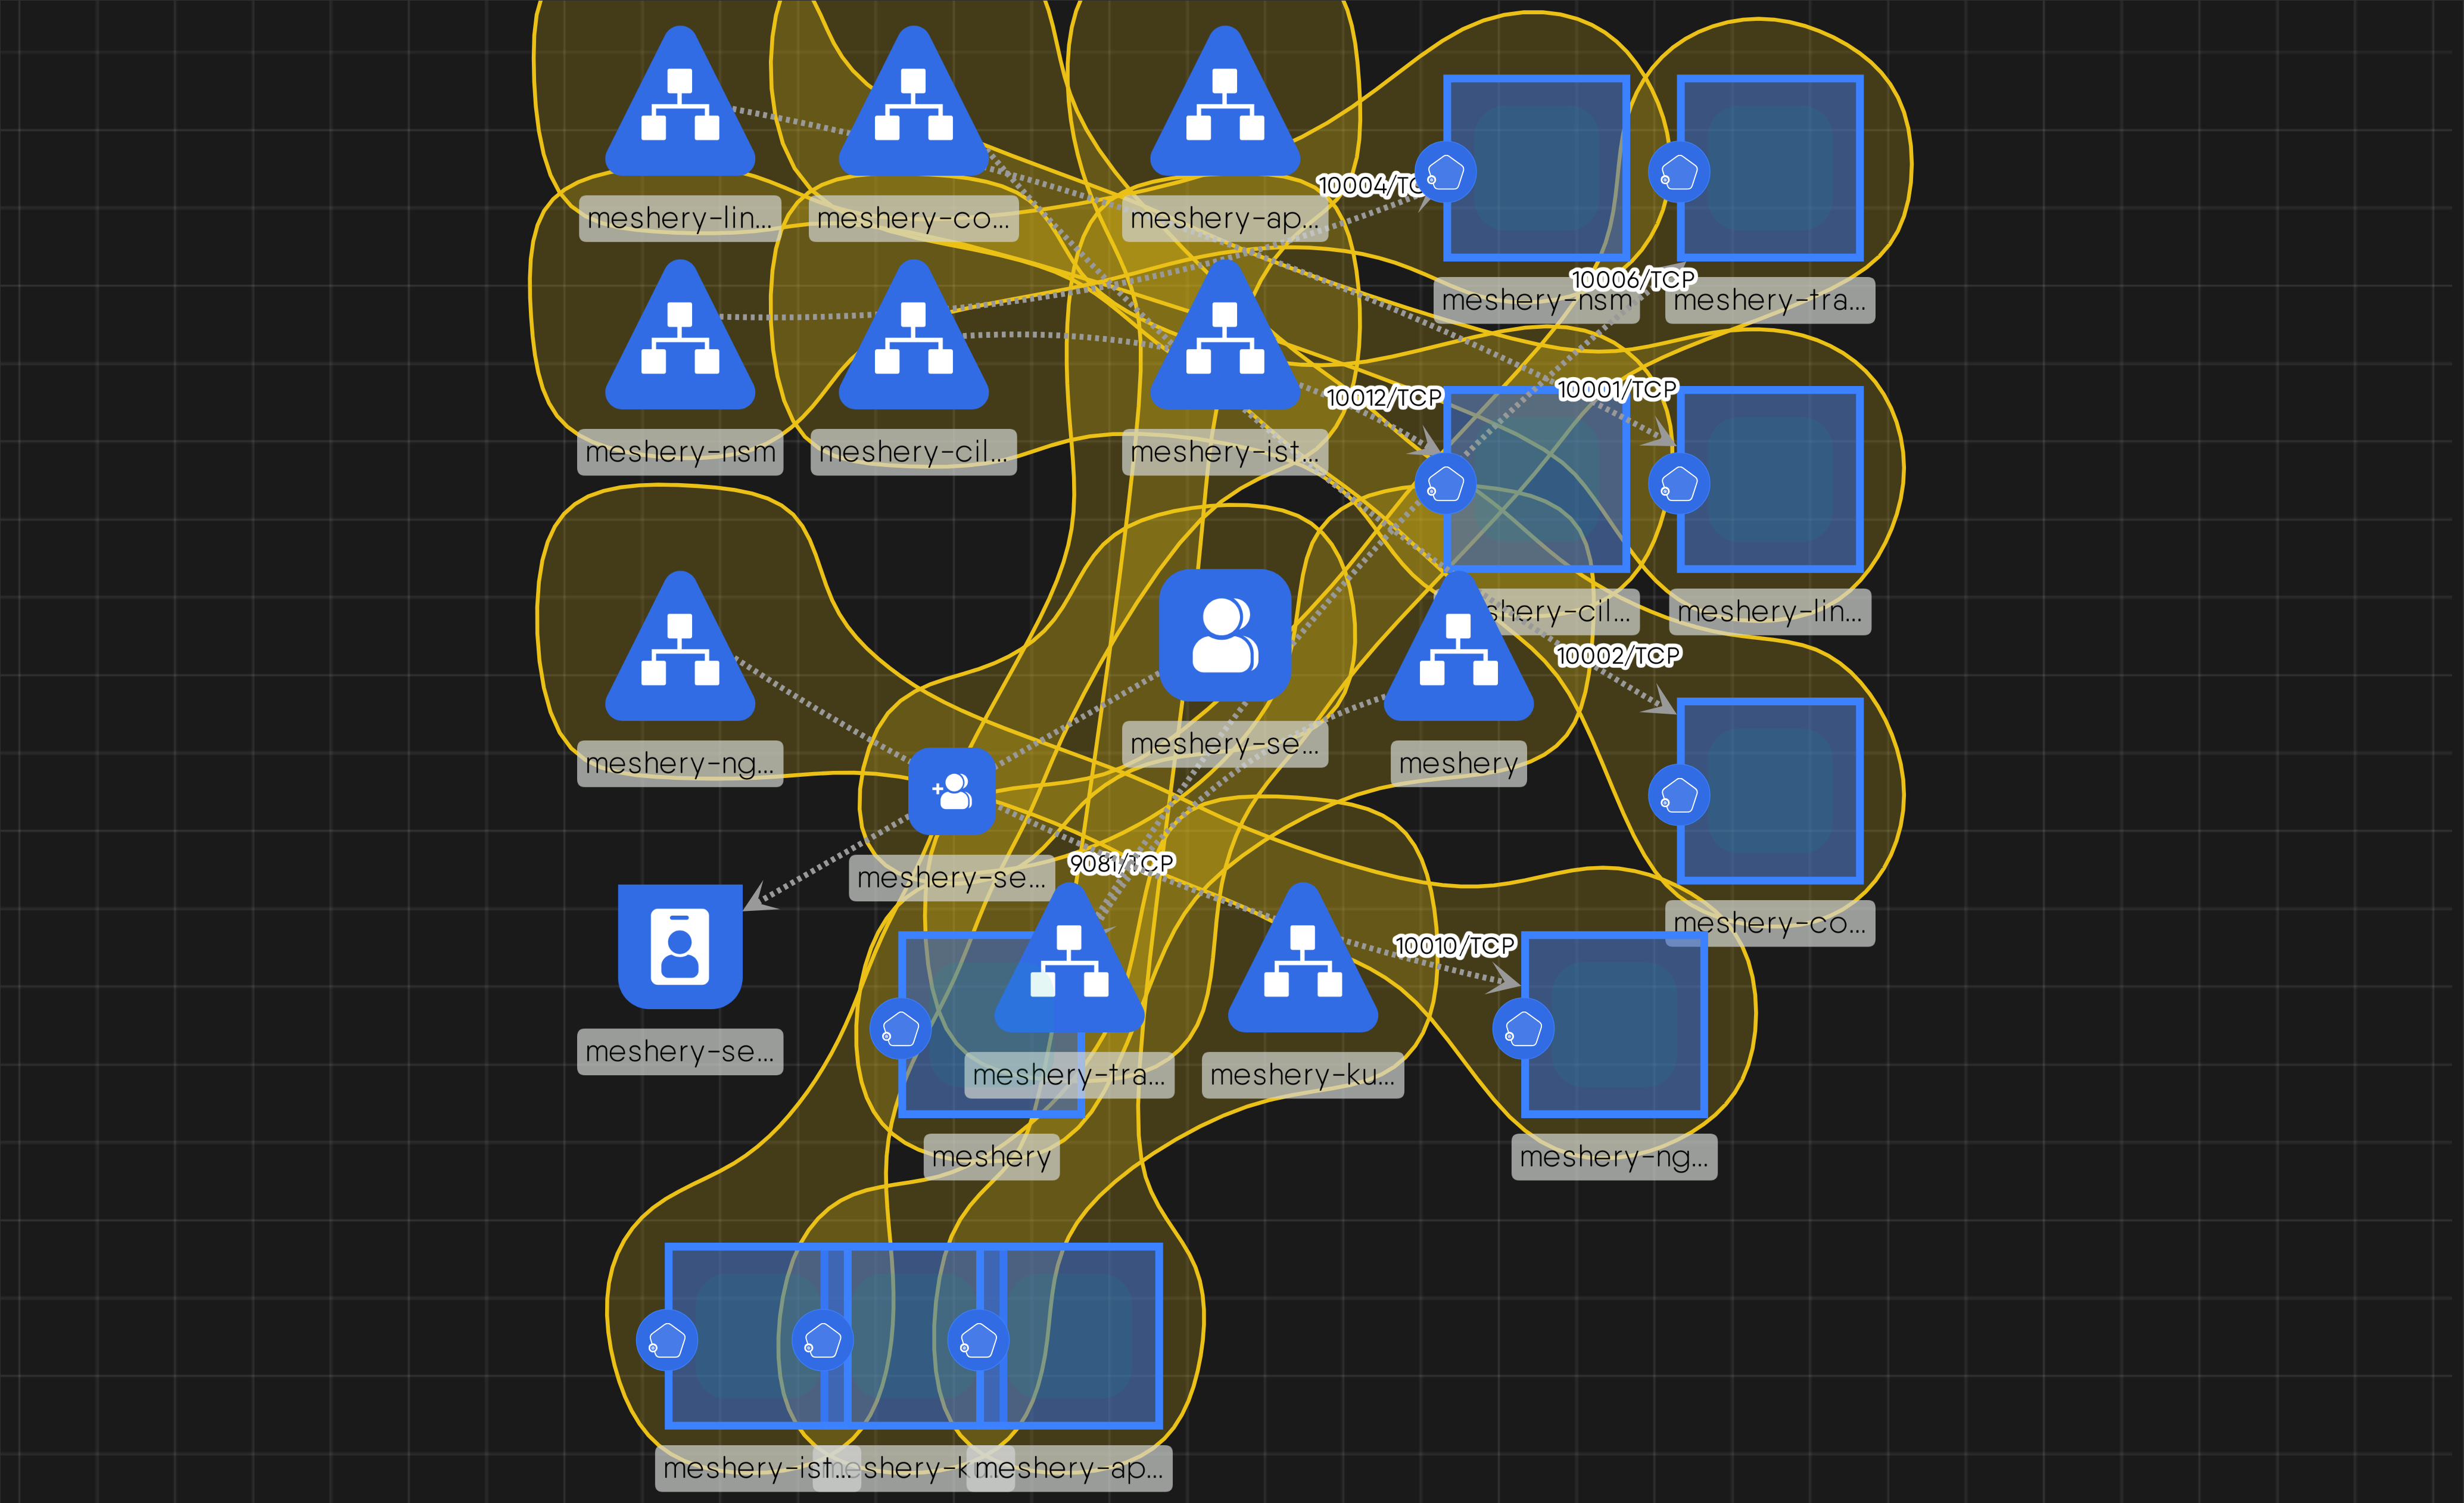 meshery-lin...
meshery-co...
meshery-ap...
10004/TC
meshery-nsm
10006/TCP
meshery-tra...
meshery-nsm
meshery-cil...
meshery-ist...
10012/TCP
10001/TCP
shery-cil...
meshery-lin...
10002/TCP
meshery-ng...
meshery-se...
meshery
meshery-se...
9081/TCP
meshery-co...
10010/TCP
meshery-se...
meshery-tra...
meshery-ku...
meshery
meshery-ng...
meshery-ist...
meshery-ap...